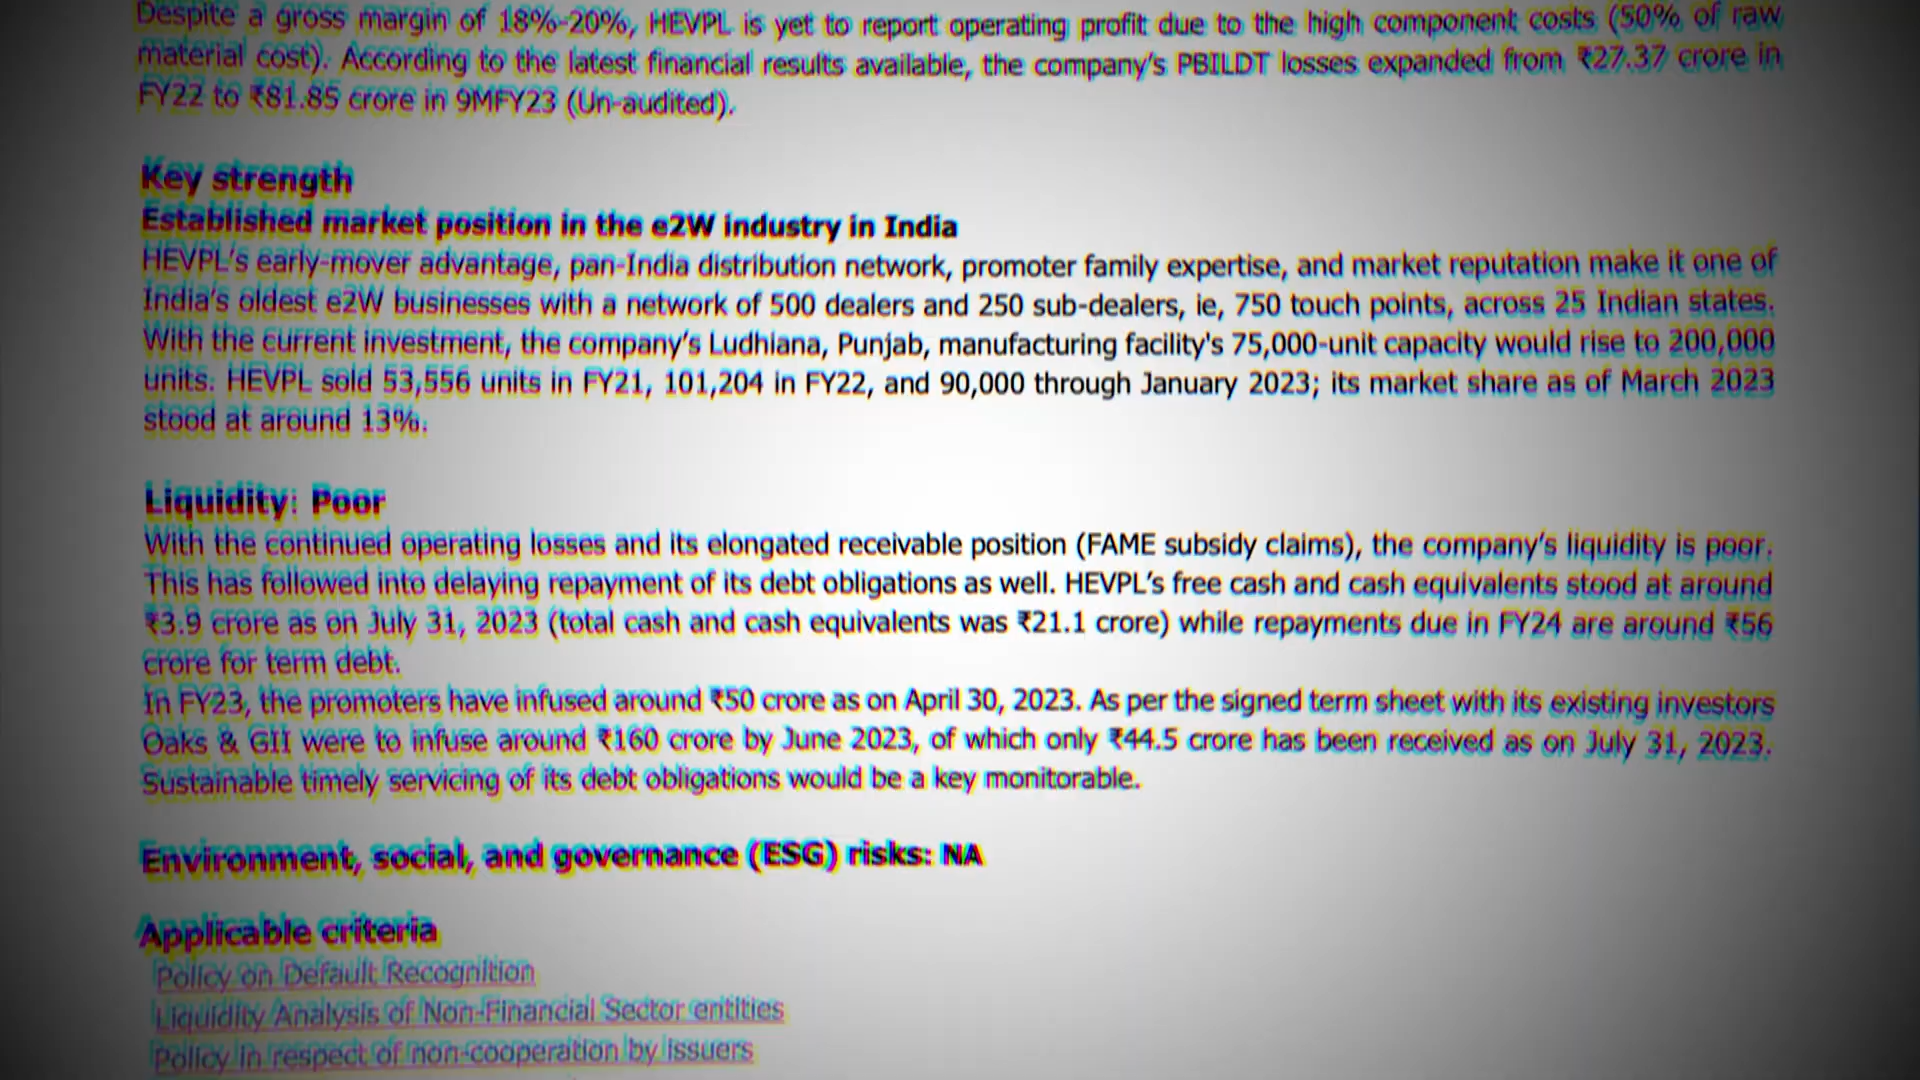 Despite a gross margin of 18%-20%, HEVPL is yet to report operating profit due to the high component costs (50% of raw
material cost). According to the latest financial results available, the company's PBILDT losses expanded from ₹27.37 crore in
FY22 to ₹81.85 crore in 9MFY23 (Un-audited).
Key strength
Established market position in the e2W industry in India
HEVPL's early-mover advantage, pan-India distribution network, promoter family expertise, and market reputation make it one of
India's oldest e2W businesses with a network of 500 dealers and 250 sub-dealers, ie, 750 touch points, across 25 Indian states.
With the current investment, the company's Ludhiana, Punjab, manufacturing facility's 75,000-unit capacity would rise to 200,000
units. HEVPL sold 53,556 units in FY21, 101,204 in FY22, and 90,000 through January 2023; its market share as of March 2023
stood at around 13%.
Liquidity: Poor
With the continued operating losses and its elongated receivable position (FAME subsidy claims), the company's liquidity is poor.
This has followed into delaying repayment of its debt obligations as well. HEVPL's free cash and cash equivalents stood at around
₹3.9 crore as on July 31, 2023 (total cash and cash equivalents was ₹21.1 crore) while repayments due in FY24 are around ₹56
crore for term debt.
In FY23, the promoters have infused around ₹50 crore as on April 30, 2023. As per the signed term sheet with its existing investors
Oaks & GII were to infuse around ₹160 crore by June 2023, of which only ₹44.5 crore has been received as on July 31, 2023.
Sustainable timely servicing of its debt obligations would be a key monitorable.
Environment, social, and governance (ESG) risks: NA
Applicable criteria
Policy on Default Recognition
Liquidity Analysis of Non-Financial Sector entities
Policy in respect of non-cooperation by issuers